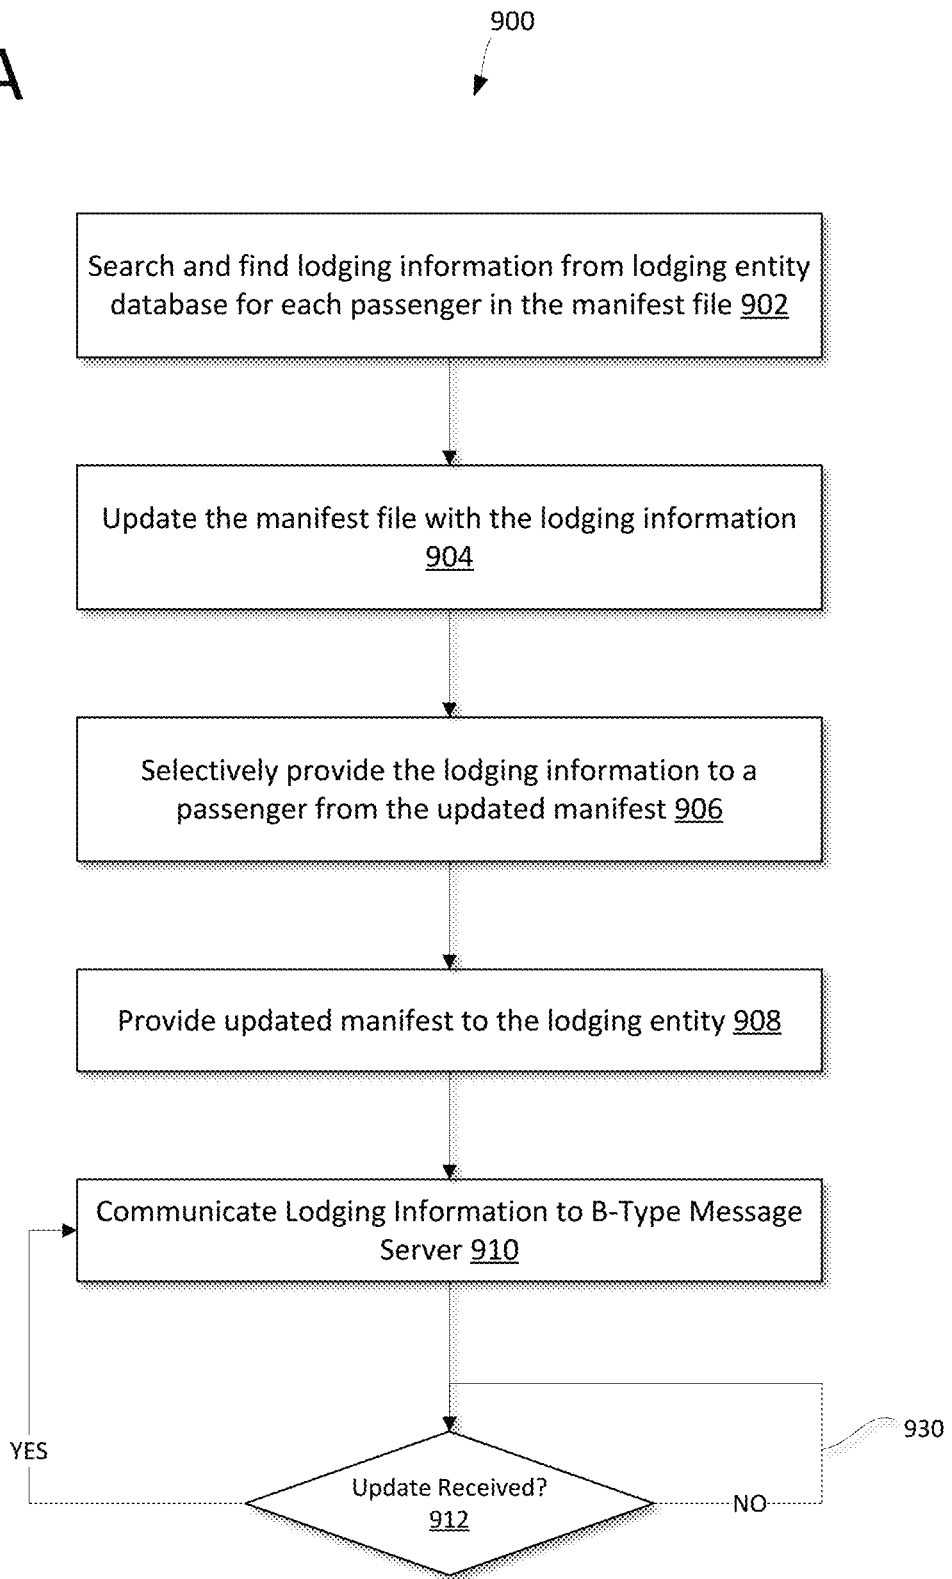 900
A
Search and find lodging information from lodging entity
database for each passenger in the manifest file 902
Update the manifest file with the lodging information
904
Selectively provide the lodging information to a
passenger from the updated manifest 906
Provide updated manifest to the lodging entity 908
Communicate Lodging Information to B-Type Message
Server 910
930
YES
Update Received?
NO
912